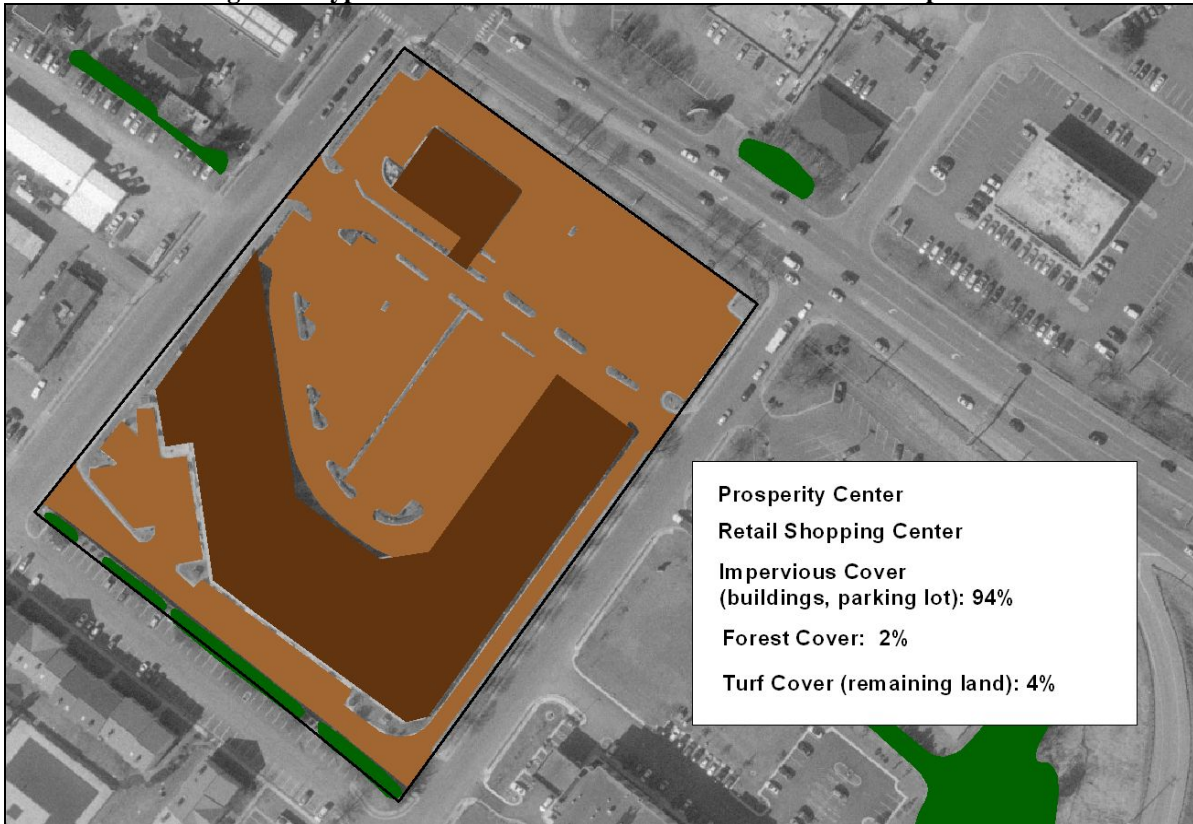 Prosperity Center
Retail Shopping Center
Impervious Cover
(buildings, parking lot): 94%
Forest Cover: 2%
Turf Cover (remaining land): 4%